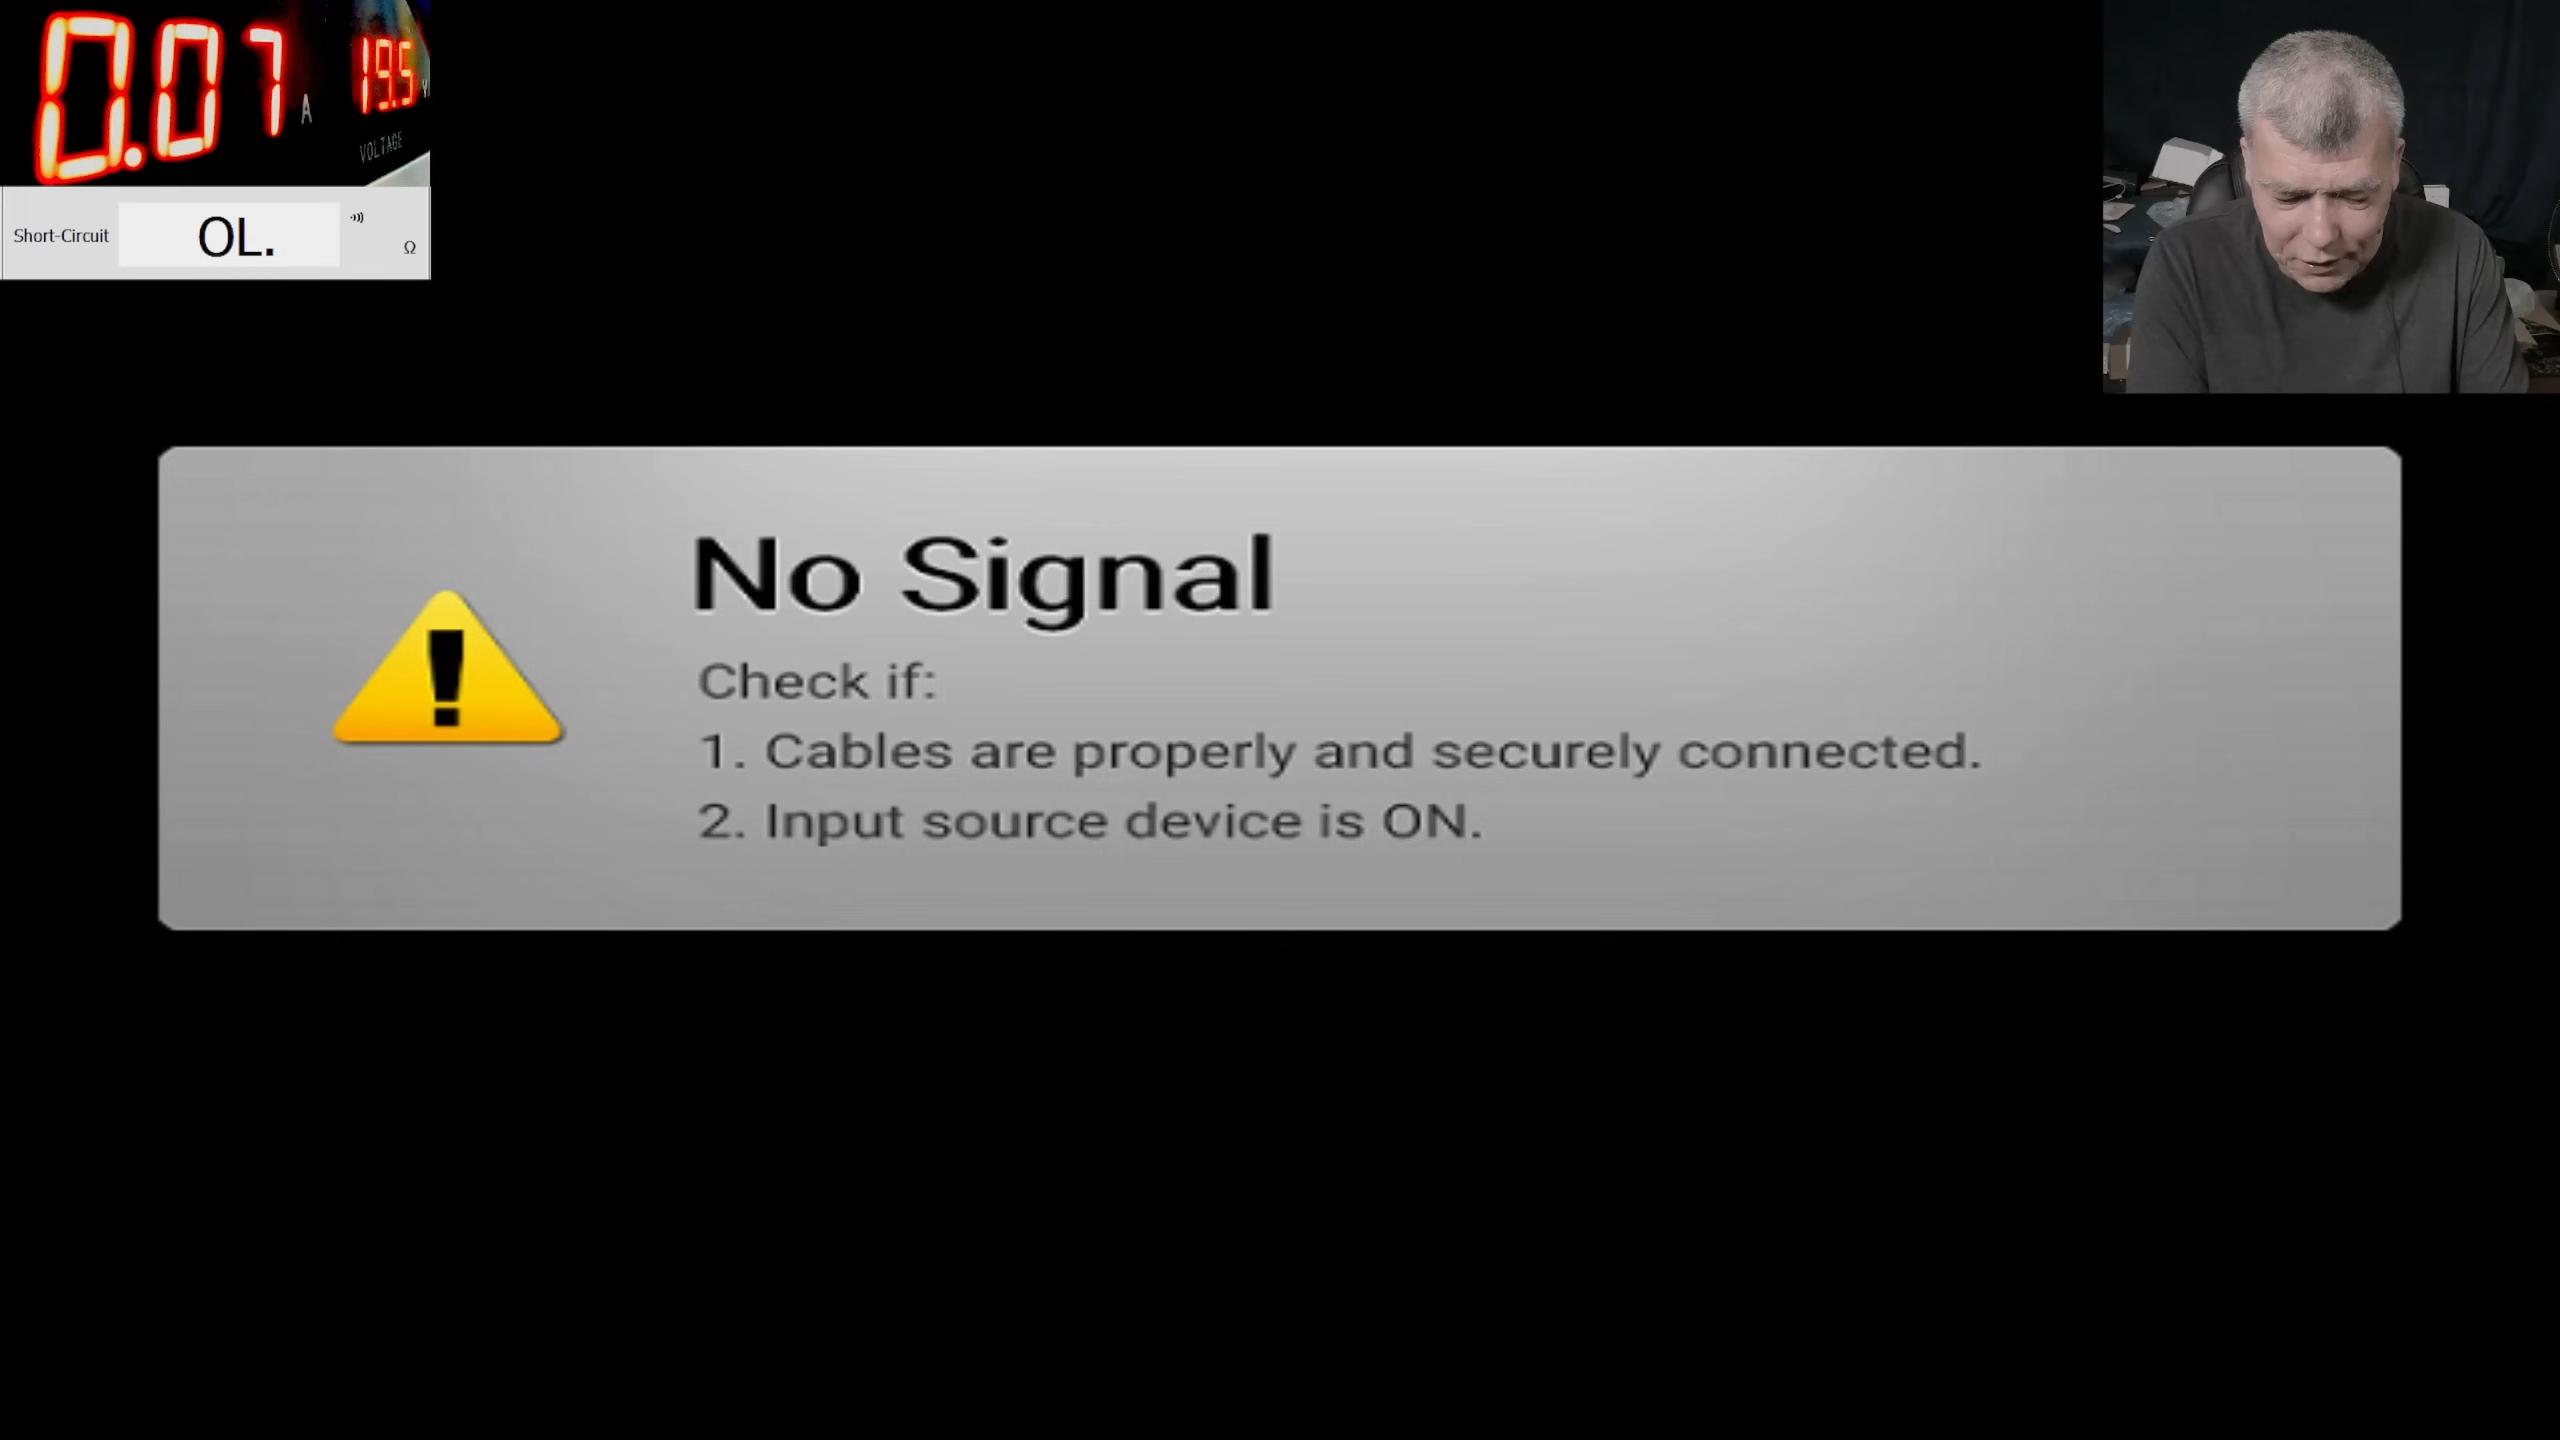 0.07 A 19.5 V
VOLTAGE
Short-Circuit OL. Ω
No Signal
Check if:
1. Cables are properly and securely connected.
2. Input source device is ON.